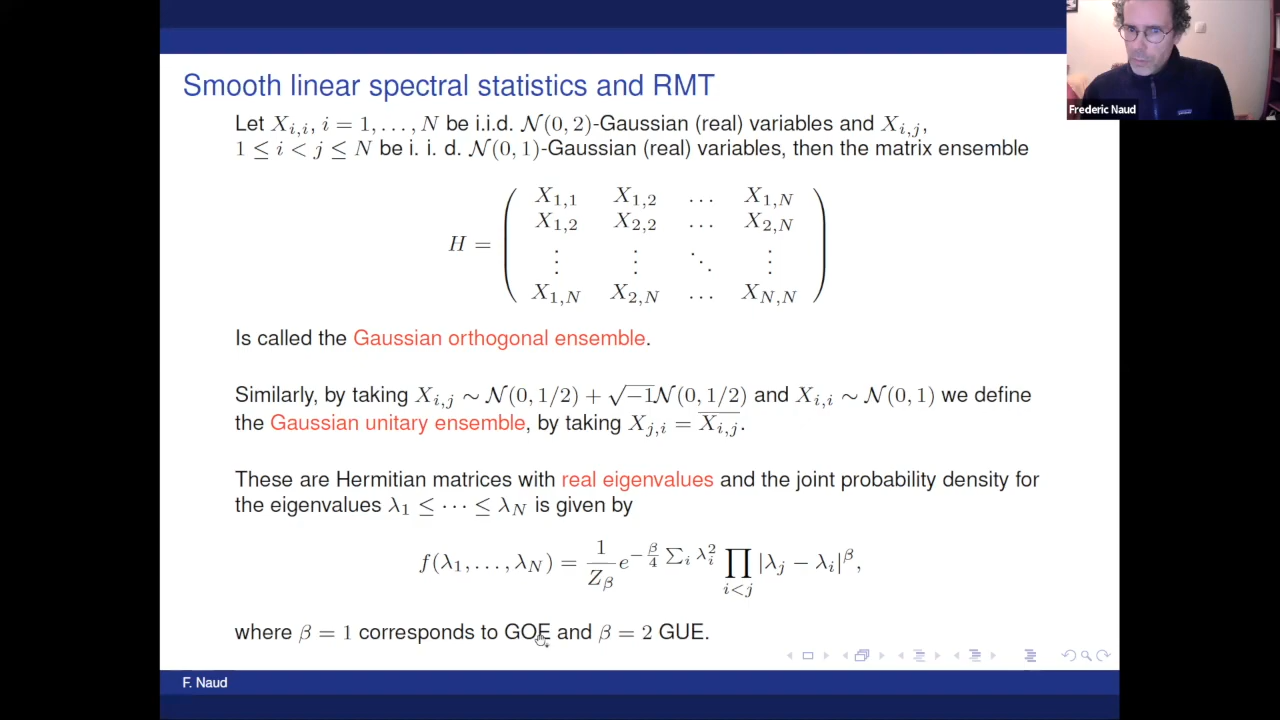 Smooth linear spectral statistics and RMT
Frederic Naud
Let X_{i,i}, i = 1, . . . , N be i.i.d. 𝒩(0, 2)-Gaussian (real) variables and X_{i,j},
1 ≤ i < j ≤ N be i. i. d. 𝒩(0, 1)-Gaussian (real) variables, then the matrix ensemble
H = ( X_{1,1} X_{1,2} . . . X_{1,N}
X_{1,2} X_{2,2} . . . X_{2,N}
⋮ ⋮ ⋱ ⋮
X_{1,N} X_{2,N} . . . X_{N,N} )
Is called the Gaussian orthogonal ensemble.
Similarly, by taking X_{i,j} ∼ 𝒩(0, 1/2) + √−1𝒩(0, 1/2) and X_{i,i} ∼ 𝒩(0, 1) we define
the Gaussian unitary ensemble, by taking X_{j,i} = \overline{X_{i,j}}.
These are Hermitian matrices with real eigenvalues and the joint probability density for
the eigenvalues λ_1 ≤ · · · ≤ λ_N is given by
f(λ_1, . . . , λ_N) = \frac{1}{Z_β} e^{−\frac{β}{4} ∑_i λ_i^2} ∏_{i<j} |λ_j − λ_i|^β,
where β = 1 corresponds to GOE and β = 2 GUE.
F. Naud